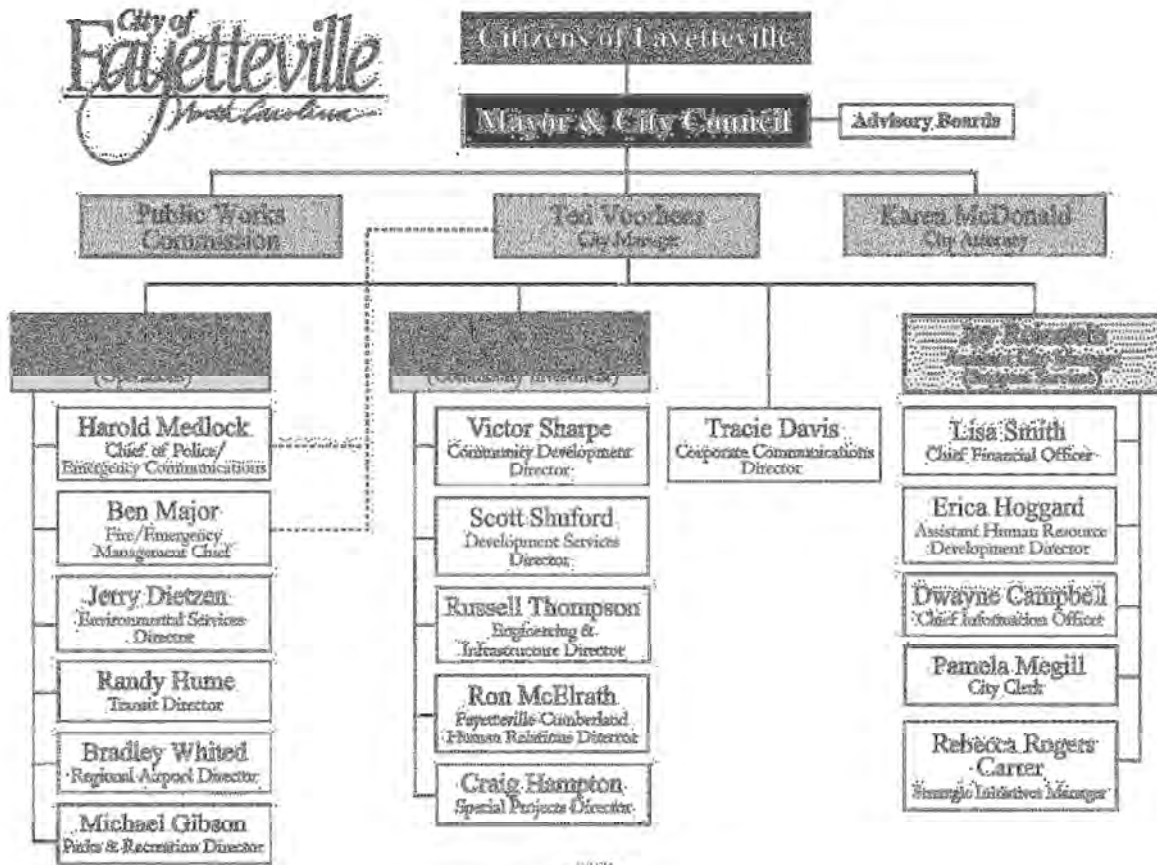 City of
Fayetteville
North Carolina
Citizens of Fayetteville
Mayor & City Council
Advisory Boards
Public Works
Commission
Ted Voorhees
City Manager
Karen McDonald
City Attorney
(Operations)
Harold Medlock
Chief of Police/
Emergency Communications
Ben Major
Fire/Emergency
Management Chief
Jerry Dietzen
Environmental Services
Director
Randy Hume
Transit Director
Bradley Whited
Regional Airport Director
Michael Gibson
Parks & Recreation Director
(Community Investment)
Victor Sharpe
Community Development
Director
Scott Shuford
Development Services
Director
Russell Thompson
Engineering &
Infrastructure Director
Ron McElrath
Fayetteville-Cumberland
Human Relations Director
Craig Hampton
Special Projects Director
Tracie Davis
Corporate Communications
Director
(Support Services)
Lisa Smith
Chief Financial Officer
Erica Hoggard
Assistant Human Resource
Development Director
Dwayne Campbell
Chief Information Officer
Pamela Megill
City Clerk
Rebecca Rogers
Carter
Strategic Initiatives Manager